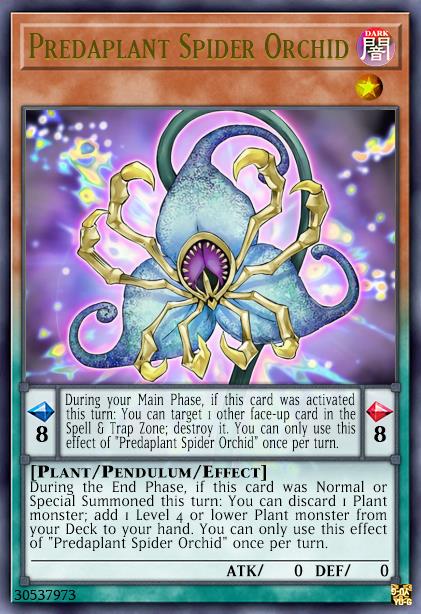 Predaplant Spider Orchid
DARK
闇
During your Main Phase, if this card was activated
this turn: You can target 1 other face-up card in the
Spell & Trap Zone; destroy it. You can only use this
effect of "Predaplant Spider Orchid" once per turn.
8
8
[Plant/Pendulum/Effect]
During the End Phase, if this card was Normal or
Special Summoned this turn: You can discard 1 Plant
monster; add 1 Level 4 or lower Plant monster from
your Deck to your hand. You can only use this effect
of "Predaplant Spider Orchid" once per turn.
ATK/ 0 DEF/ 0
30537973